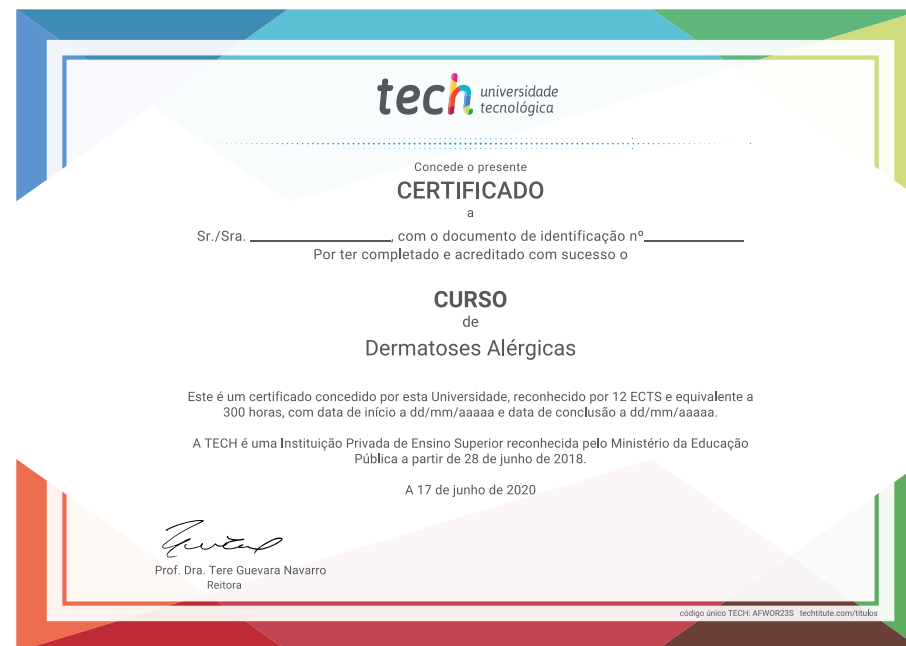 tech universidade
tecnológica
Concede o presente
CERTIFICADO
a
Sr./Sra. ____________________, com o documento de identificação nº______________
Por ter completado e acreditado com sucesso o
CURSO
de
Dermatoses Alérgicas
Este é um certificado concedido por esta Universidade, reconhecido por 12 ECTS e equivalente a
300 horas, com data de início a dd/mm/aaaaa e data de conclusão a dd/mm/aaaaa.
A TECH é uma Instituição Privada de Ensino Superior reconhecida pelo Ministério da Educação
Pública a partir de 28 de junho de 2018.
A 17 de junho de 2020
Prof. Dra. Tere Guevara Navarro
Reitora
código único TECH: AFWOR23S techtitute.com/titulos